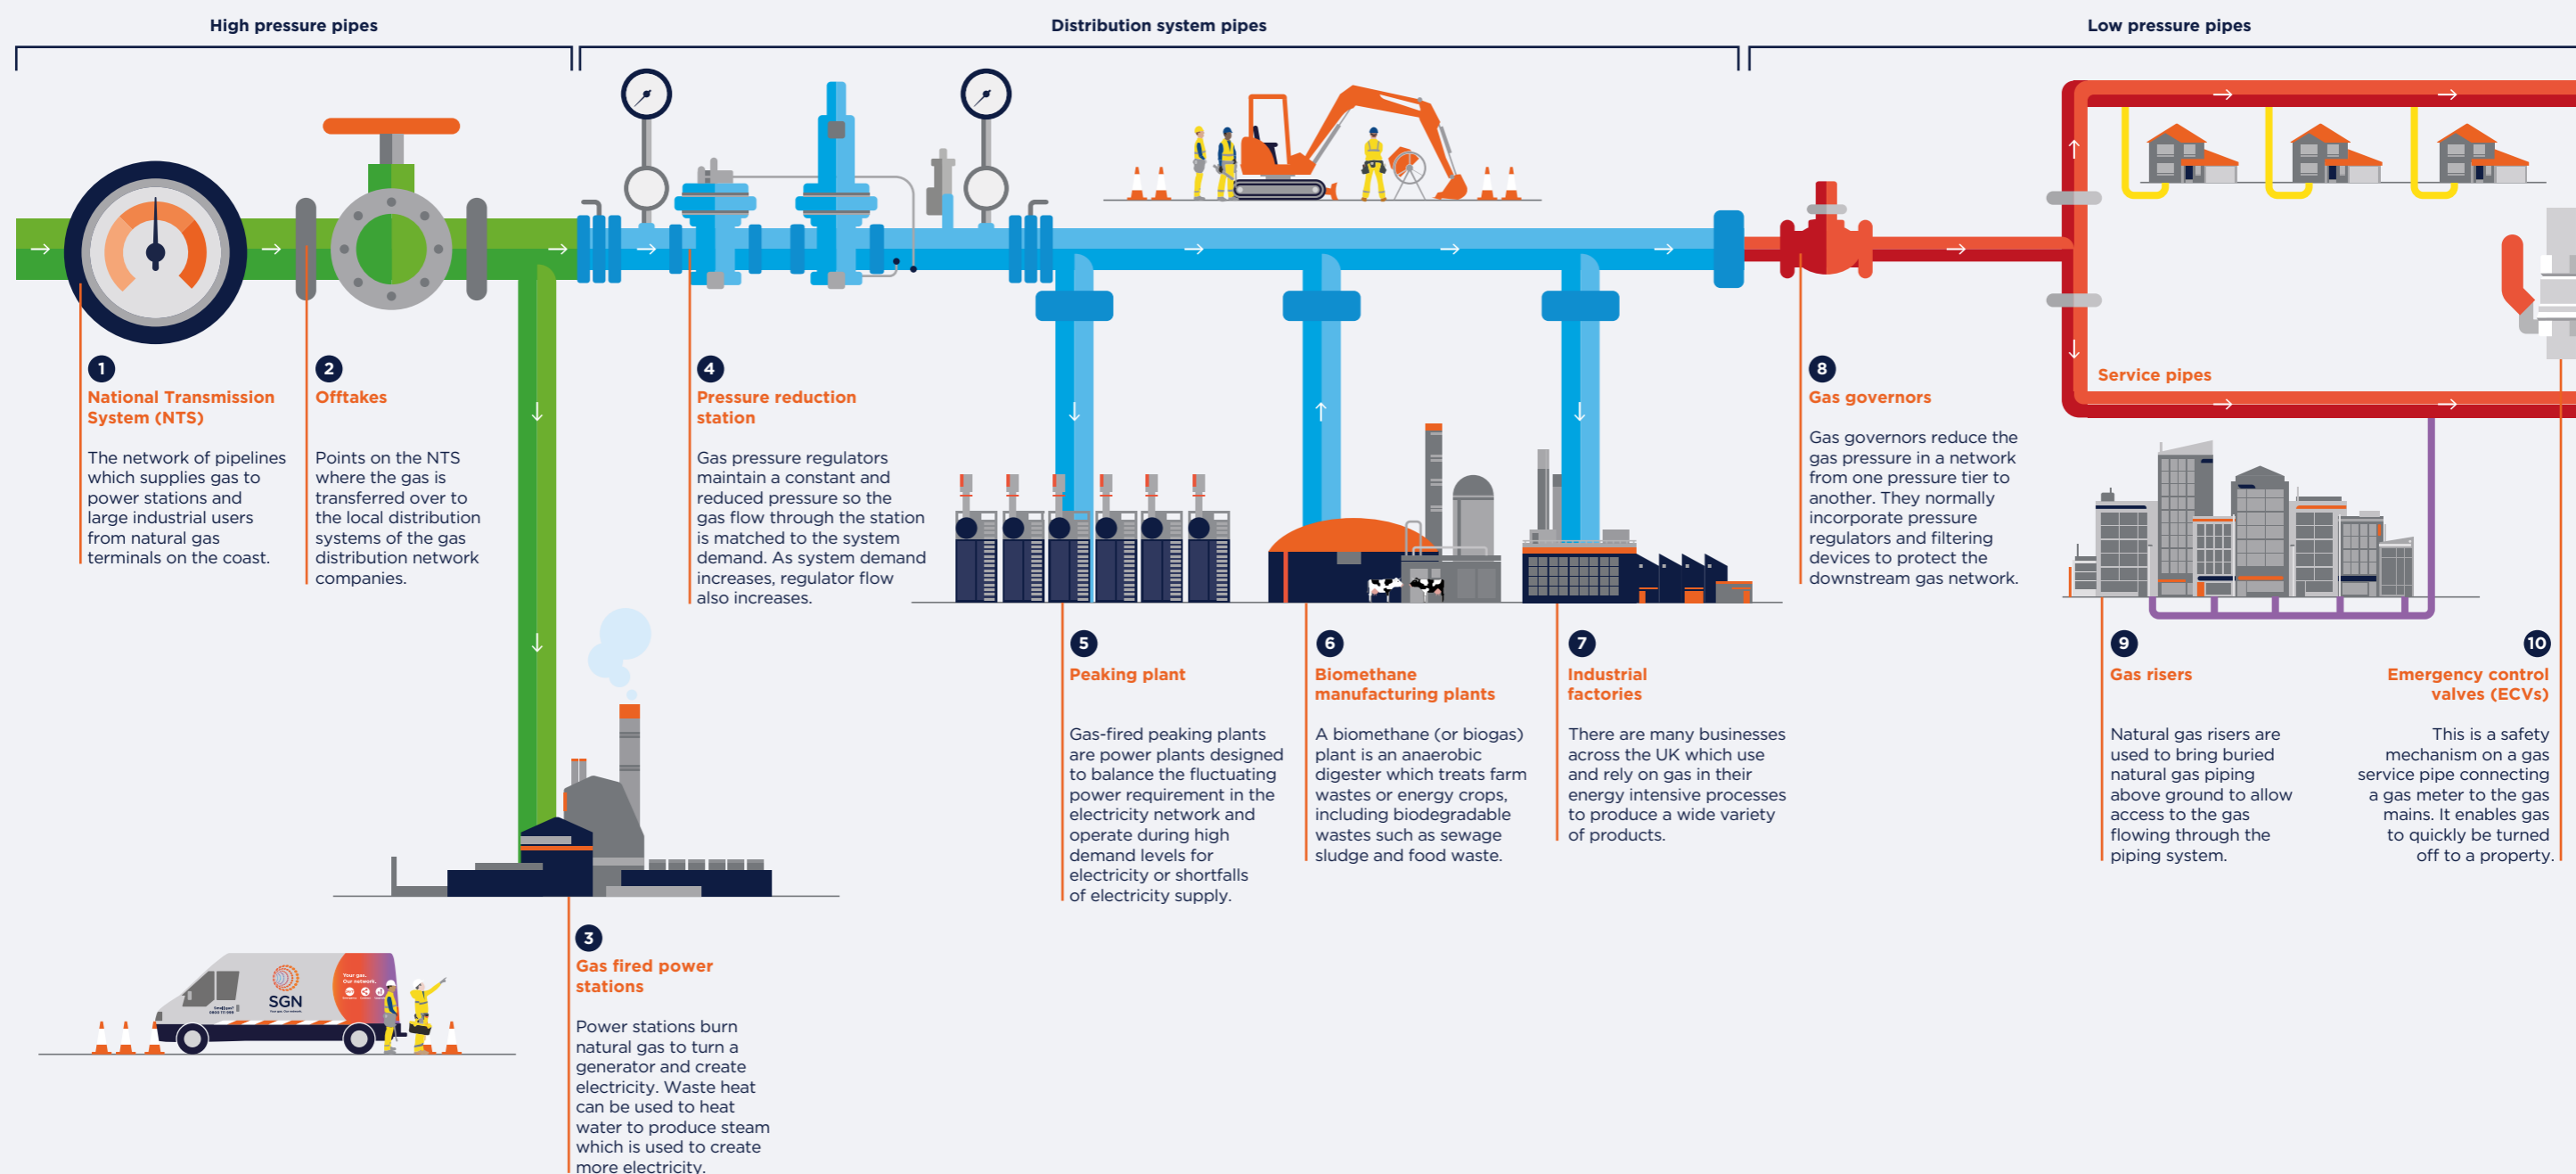 High pressure pipes
Distribution system pipes
Low pressure pipes
1
National Transmission
System (NTS)
The network of pipelines
which supplies gas to
power stations and
large industrial users
from natural gas
terminals on the coast.
2
Offtakes
Points on the NTS
where the gas is
transferred over to
the local distribution
systems of the gas
distribution network
companies.
4
Pressure reduction
station
Gas pressure regulators
maintain a constant and
reduced pressure so the
gas flow through the station
is matched to the system
demand. As system demand
increases, regulator flow
also increases.
8
Gas governors
Gas governors reduce the
gas pressure in a network
from one pressure tier to
another. They normally
incorporate pressure
regulators and filtering
devices to protect the
downstream gas network.
Service pipes
5
Peaking plant
Gas-fired peaking plants
are power plants designed
to balance the fluctuating
power requirement in the
electricity network and
operate during high
demand levels for
electricity or shortfalls
of electricity supply.
6
Biomethane
manufacturing plants
A biomethane (or biogas)
plant is an anaerobic
digester which treats farm
wastes or energy crops,
including biodegradable
wastes such as sewage
sludge and food waste.
7
Industrial
factories
There are many businesses
across the UK which use
and rely on gas in their
energy intensive processes
to produce a wide variety
of products.
9
Gas risers
Natural gas risers are
used to bring buried
natural gas piping
above ground to allow
access to the gas
flowing through the
piping system.
10
Emergency control
valves (ECVs)
This is a safety
mechanism on a gas
service pipe connecting
a gas meter to the gas
mains. It enables gas
to quickly be turned
off to a property.
3
Gas fired power
stations
Power stations burn
natural gas to turn a
generator and create
electricity. Waste heat
can be used to heat
water to produce steam
which is used to create
more electricity.
SGN
Your gas.
Our network.